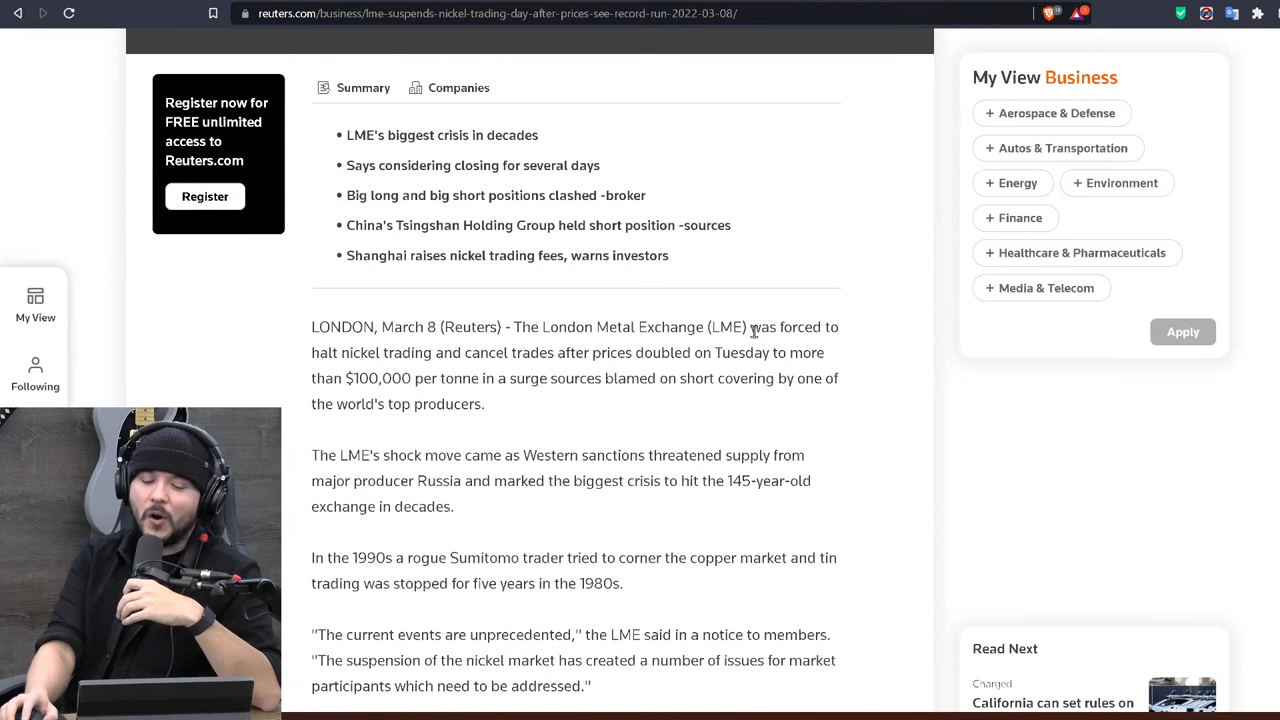 reuters.com/business/lme-suspends-nickel-trading-day-after-prices-see-record-run-2022-03-08/
Register now for
FREE unlimited
access to
Reuters.com
Register
Summary
Companies
• LME's biggest crisis in decades
• Says considering closing for several days
• Big long and big short positions clashed -broker
• China's Tsingshan Holding Group held short position -sources
• Shanghai raises nickel trading fees, warns investors
My View
Following
LONDON, March 8 (Reuters) - The London Metal Exchange (LME) was forced to
halt nickel trading and cancel trades after prices doubled on Tuesday to more
than $100,000 per tonne in a surge sources blamed on short covering by one of
the world's top producers.
The LME's shock move came as Western sanctions threatened supply from
major producer Russia and marked the biggest crisis to hit the 145-year-old
exchange in decades.
In the 1990s a rogue Sumitomo trader tried to corner the copper market and tin
trading was stopped for five years in the 1980s.
"The current events are unprecedented," the LME said in a notice to members.
"The suspension of the nickel market has created a number of issues for market
participants which need to be addressed."
My View Business
+ Aerospace & Defense
+ Autos & Transportation
+ Energy
+ Environment
+ Finance
+ Healthcare & Pharmaceuticals
+ Media & Telecom
Apply
Read Next
Charged
California can set rules on